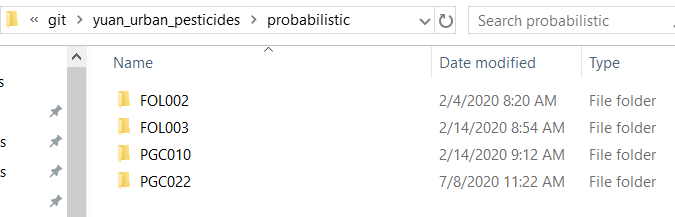 « git > yuan_urban_pesticides > probabilistic Search probabilistic
Name Date modified Type
FOL002 2/4/2020 8:20 AM File folder
FOL003 2/14/2020 8:54 AM File folder
PGC010 2/14/2020 9:12 AM File folder
PGC022 7/8/2020 11:22 AM File folder